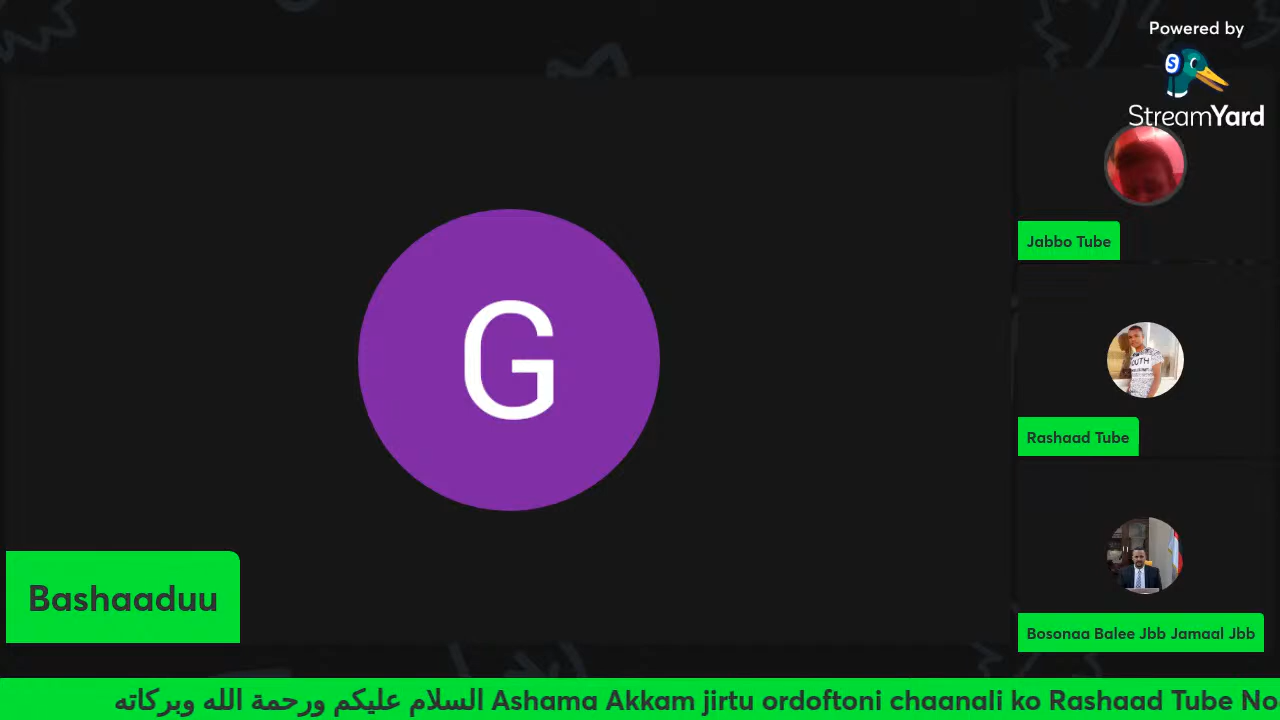 Powered by
StreamYard
Jabbo Tube
Rashaad Tube
G
Bashaaduu
Bosonaa Balee Jbb Jamaal Jbb
السلام عليكم ورحمة الله وبركاته Ashama Akkam jirtu ordoftoni chaanali ko Rashaad Tube No